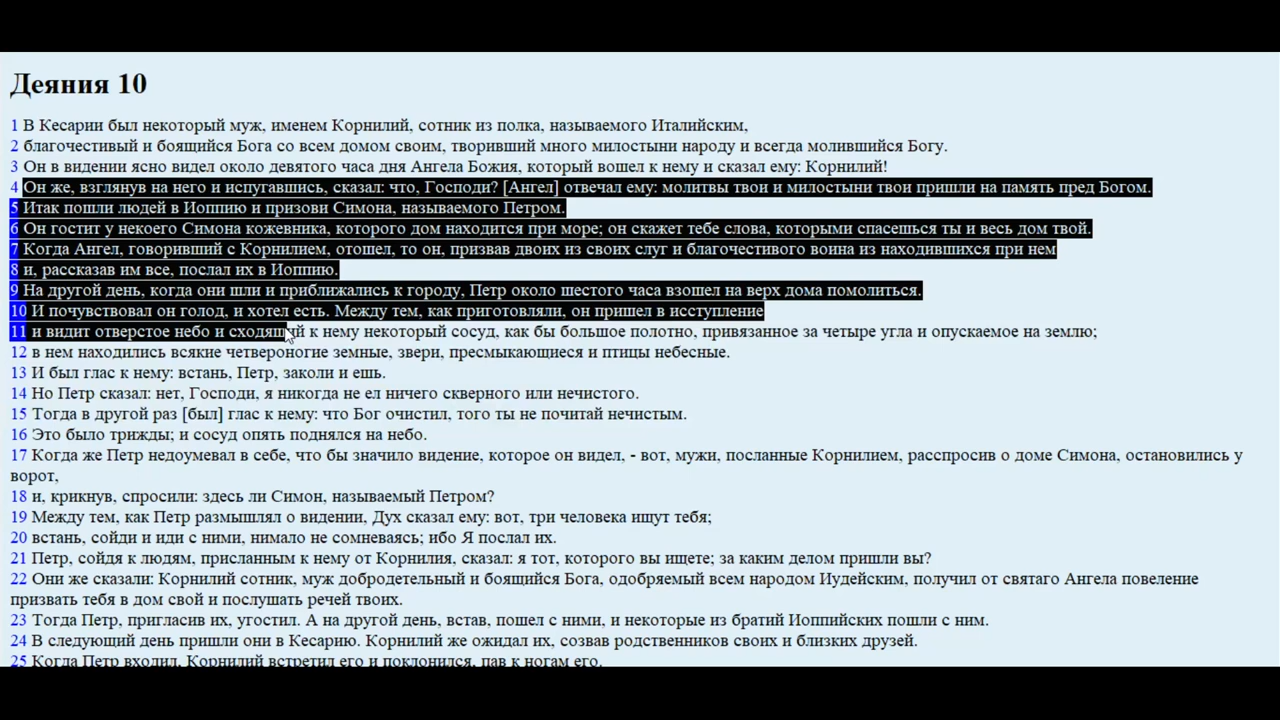 Деяния 10
1 В Кесарии был некоторый муж, именем Корнилий, сотник из полка, называемого Италийским,
2 благочестивый и боящийся Бога со всем домом своим, творивший много милостыни народу и всегда молившийся Богу.
3 Он в видении ясно видел около девятого часа дня Ангела Божия, который вошел к нему и сказал ему: Корнилий!
4 Он же, взглянув на него и испугавшись, сказал: что, Господи? [Ангел] отвечал ему: молитвы твои и милостыни твои пришли на память пред Богом.
5 Итак пошли людей в Иоппию и призови Симона, называемого Петром.
6 Он гостит у некоего Симона кожевника, которого дом находится при море; он скажет тебе слова, которыми спасешься ты и весь дом твой.
7 Когда Ангел, говоривший с Корнилием, отошел, то он, призвав двоих из своих слуг и благочестивого воина из находившихся при нем
8 и, рассказав им все, послал их в Иоппию.
9 На другой день, когда они шли и приближались к городу, Петр около шестого часа взошел на верх дома помолиться.
10 И почувствовал он голод, и хотел есть. Между тем, как приготовляли, он пришел в исступление
11 и видит отверстое небо и сходящий к нему некоторый сосуд, как бы большое полотно, привязанное за четыре угла и опускаемое на землю;
12 в нем находились всякие четвероногие земные, звери, пресмыкающиеся и птицы небесные.
13 И был глас к нему: встань, Петр, заколи и ешь.
14 Но Петр сказал: нет, Господи, я никогда не ел ничего скверного или нечистого.
15 Тогда в другой раз [был] глас к нему: что Бог очистил, того ты не почитай нечистым.
16 Это было трижды; и сосуд опять поднялся на небо.
17 Когда же Петр недоумевал в себе, что бы значило видение, которое он видел, - вот, мужи, посланные Корнилием, расспросив о доме Симона, остановились у
ворот,
18 и, крикнув, спросили: здесь ли Симон, называемый Петром?
19 Между тем, как Петр размышлял о видении, Дух сказал ему: вот, три человека ищут тебя;
20 встань, сойди и иди с ними, нимало не сомневаясь; ибо Я послал их.
21 Петр, сойдя к людям, присланным к нему от Корнилия, сказал: я тот, которого вы ищете; за каким делом пришли вы?
22 Они же сказали: Корнилий сотник, муж добродетельный и боящийся Бога, одобряемый всем народом Иудейским, получил от святаго Ангела повеление
призвать тебя в дом свой и послушать речей твоих.
23 Тогда Петр, пригласив их, угостил. А на другой день, встав, пошел с ними, и некоторые из братий Иоппийских пошли с ним.
24 В следующий день пришли они в Кесарию. Корнилий же ожидал их, созвав родственников своих и близких друзей.
25 Когда Петр входил, Корнилий встретил его и поклонился, пав к ногам его.